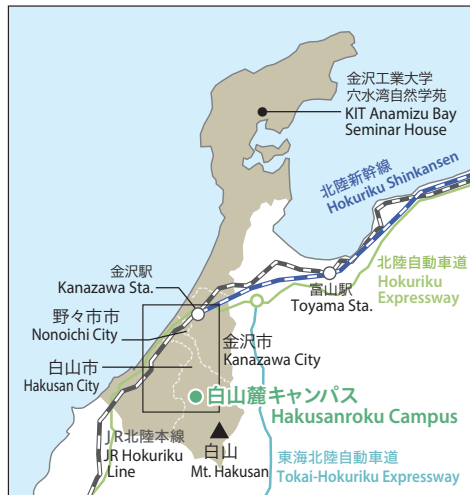 金沢工業大学
穴水湾自然学苑
KIT Anamizu Bay
Seminar House
北陸新幹線
Hokuriku Shinkansen
北陸自動車道
Hokuriku
Expressway
金沢駅
Kanazawa Sta.
富山駅
Toyama Sta.
野々市市
Nonoichi City
金沢市
Kanazawa City
白山市
Hakusan City
白山麓キャンパス
Hakusanroku Campus
JR北陸本線
JR Hokuriku
Line
白山
Mt. Hakusan
東海北陸自動車道
Tokai-Hokuriku Expressway